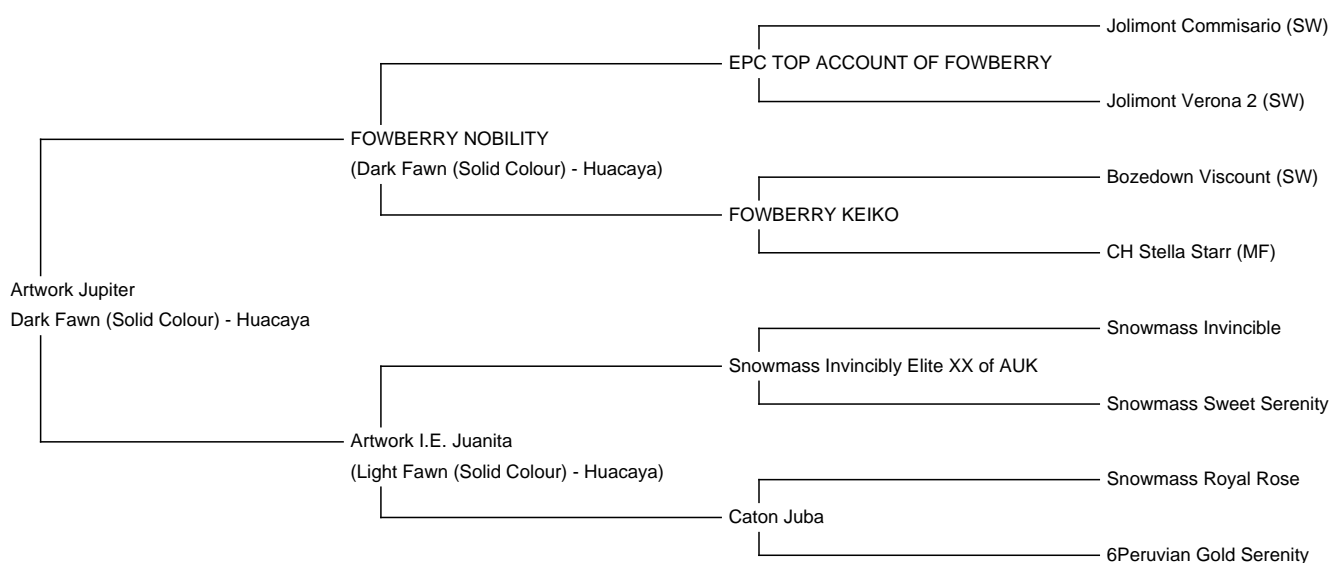 Jolimont Commisario (SW)
EPC TOP ACCOUNT OF FOWBERRY
Jolimont Verona 2 (SW)
FOWBERRY NOBILITY
(Dark Fawn (Solid Colour) - Huacaya)
Bozedown Viscount (SW)
FOWBERRY KEIKO
CH Stella Starr (MF)
Artwork Jupiter
Dark Fawn (Solid Colour) - Huacaya
Snowmass Invincible
Snowmass Invincibly Elite XX of AUK
Snowmass Sweet Serenity
Artwork I.E. Juanita
(Light Fawn (Solid Colour) - Huacaya)
Snowmass Royal Rose
Caton Juba
6Peruvian Gold Serenity